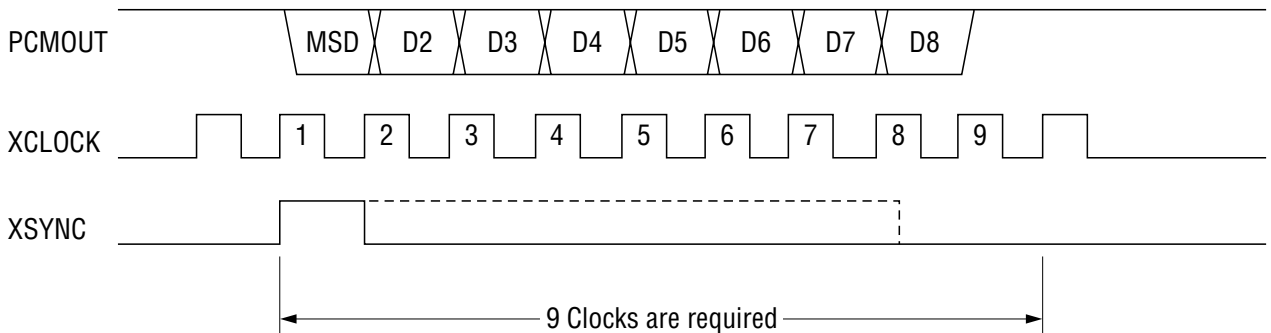 PCMOUT MSD D2 D3 D4 D5 D6 D7 D8
XCLOCK 1 2 3 4 5 6 7 8 9
XSYNC
9 Clocks are required